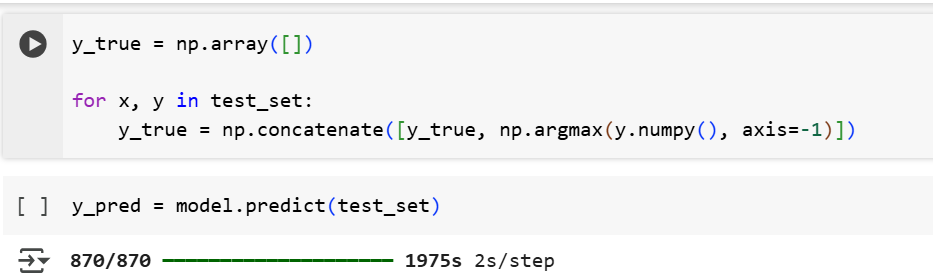 y_true = np.array([])
for x, y in test_set:
    y_true = np.concatenate([y_true, np.argmax(y.numpy(), axis=-1)])
[ ] y_pred = model.predict(test_set)
870/870 ━━━━━━━━━━━━━━━━━━━━ 1975s 2s/step